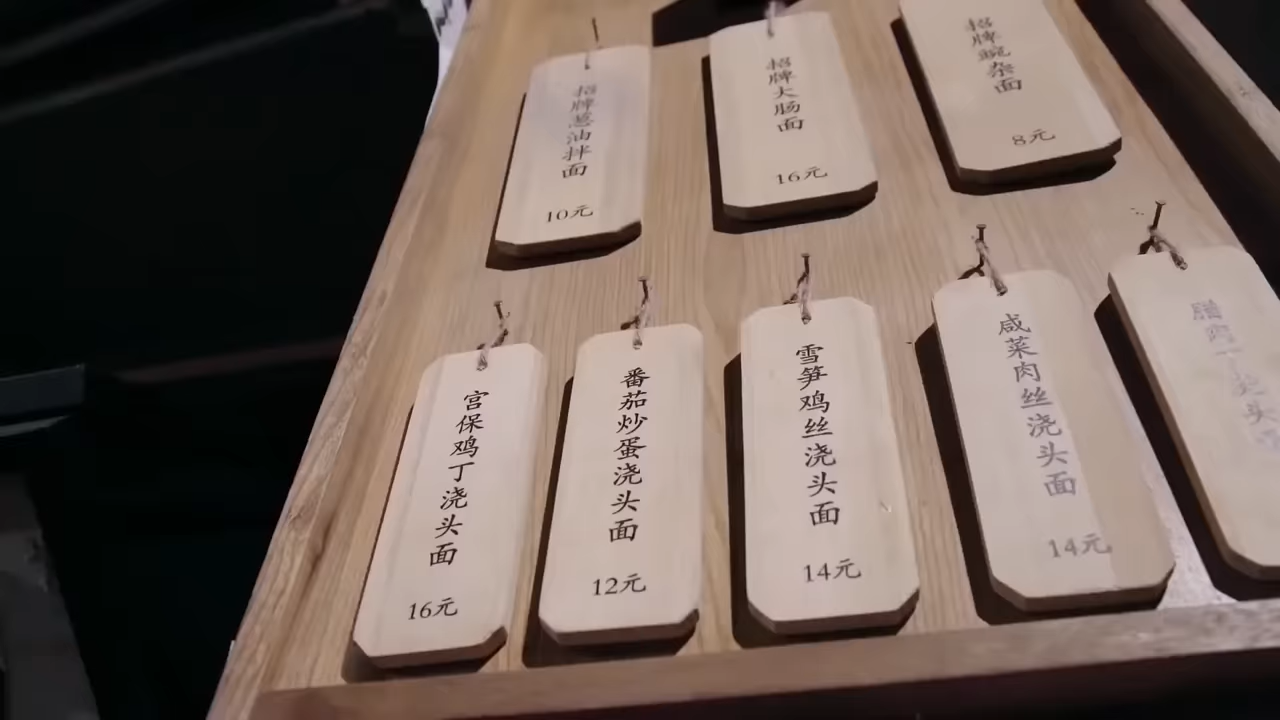 招牌葱油拌面
10元
招牌大肠面
16元
招牌豌杂面
8元
宫保鸡丁浇头面
16元
番茄炒蛋浇头面
12元
雪笋鸡丝浇头面
14元
咸菜肉丝浇头面
14元